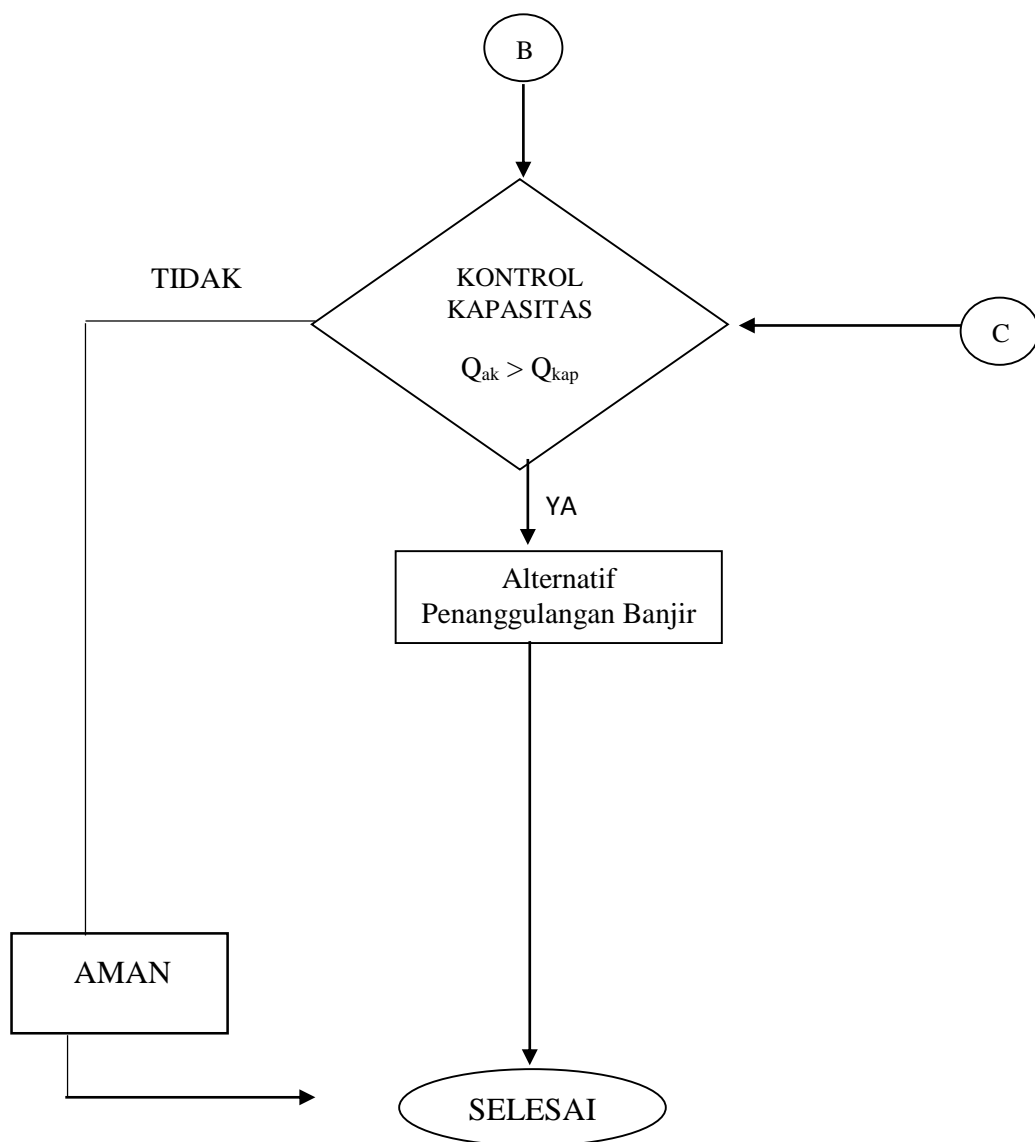 B
TIDAK
KONTROL
KAPASITAS
Qak > Qkap
C
YA
Alternatif
Penanggulangan Banjir
AMAN
SELESAI